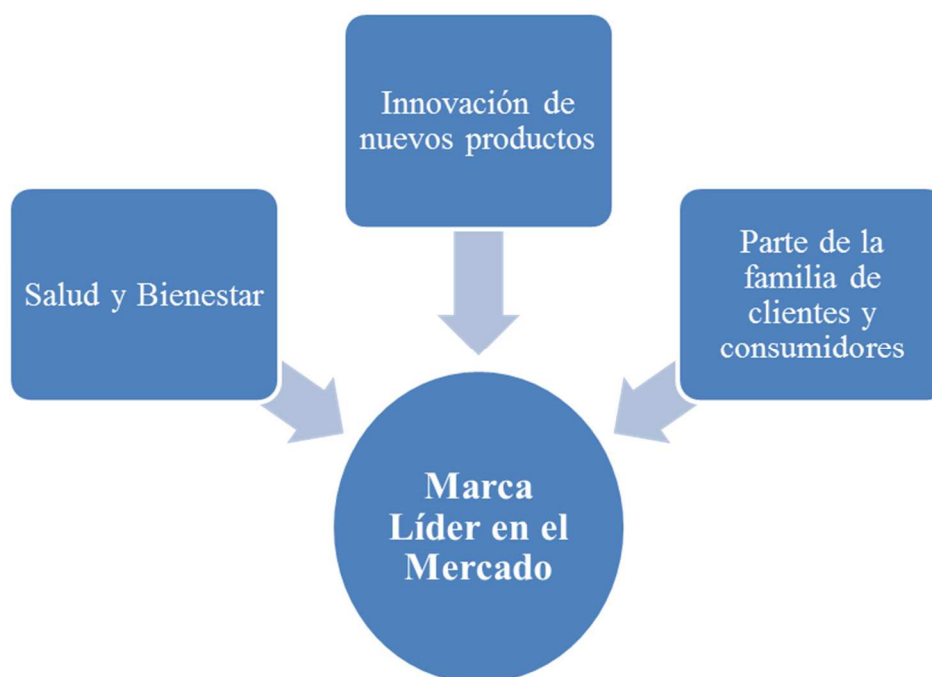 Innovación de
nuevos productos
Salud y Bienestar
Parte de la
familia de
clientes y
consumidores
Marca
Líder en el
Mercado